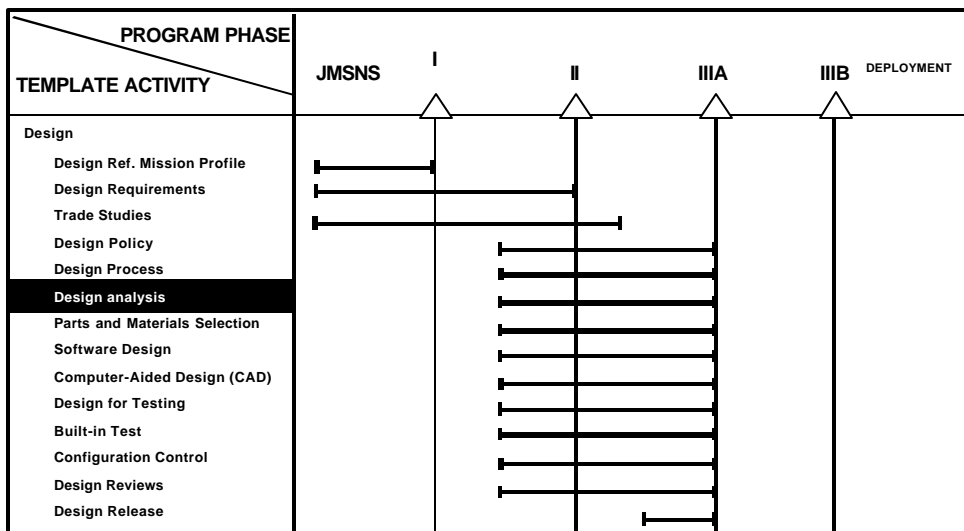 PROGRAM PHASE
TEMPLATE ACTIVITY
JMSNS
I
II
IIIA
IIIB
DEPLOYMENT
Design
Design Ref. Mission Profile
Design Requirements
Trade Studies
Design Policy
Design Process
Design analysis
Parts and Materials Selection
Software Design
Computer-Aided Design (CAD)
Design for Testing
Built-in Test
Configuration Control
Design Reviews
Design Release